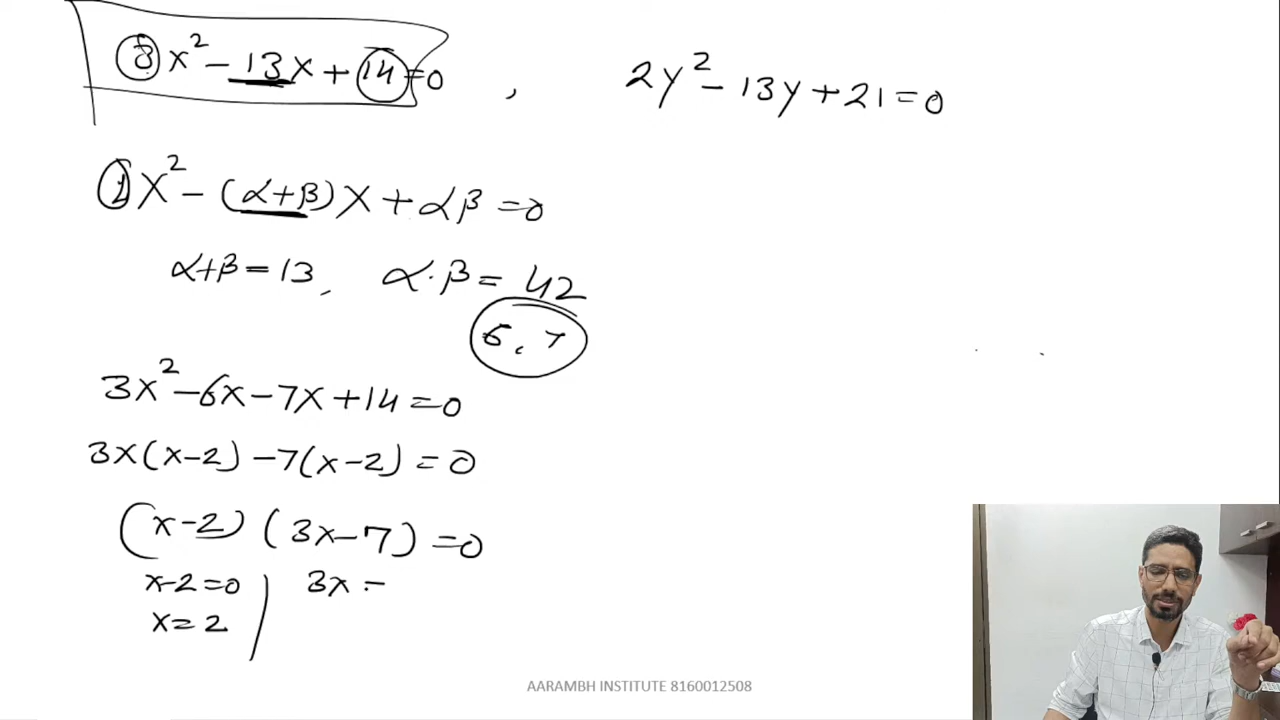 3x² - 13x + 14 = 0 , 2y² - 13y + 21 = 0
1x² - (α+β)x + αβ = 0
α+β = 13 , α·β = 42
6, 7
3x² - 6x - 7x + 14 = 0
3x(x-2) - 7(x-2) = 0
(x-2) (3x-7) = 0
x-2=0 | 3x =
x = 2
AARAMBH INSTITUTE 8160012508